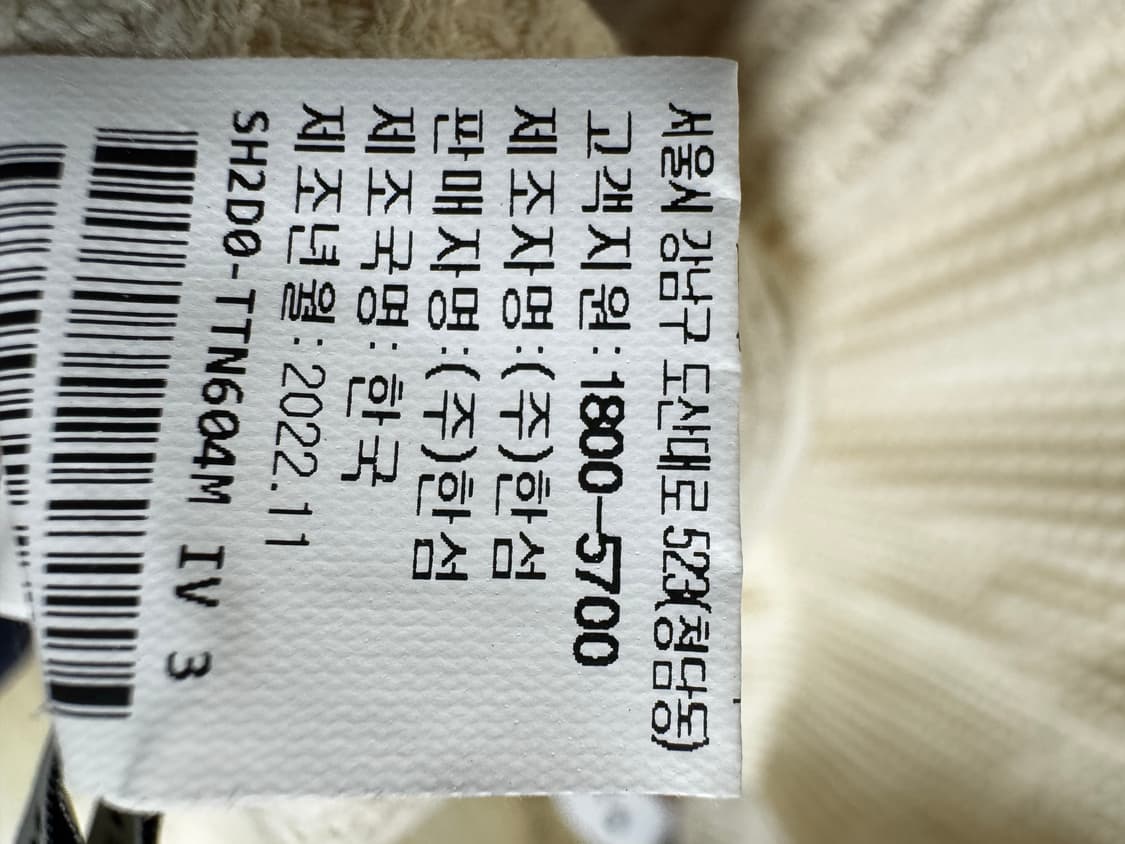 서울시 강남구 도산대로 523(청담동)
고객지원:1800-5700
제조사명:(주)한섬
판매사명:(주)한섬
제조국명: 한국
제조년월: 2022.11
SH2D0-TTN604M IV 3